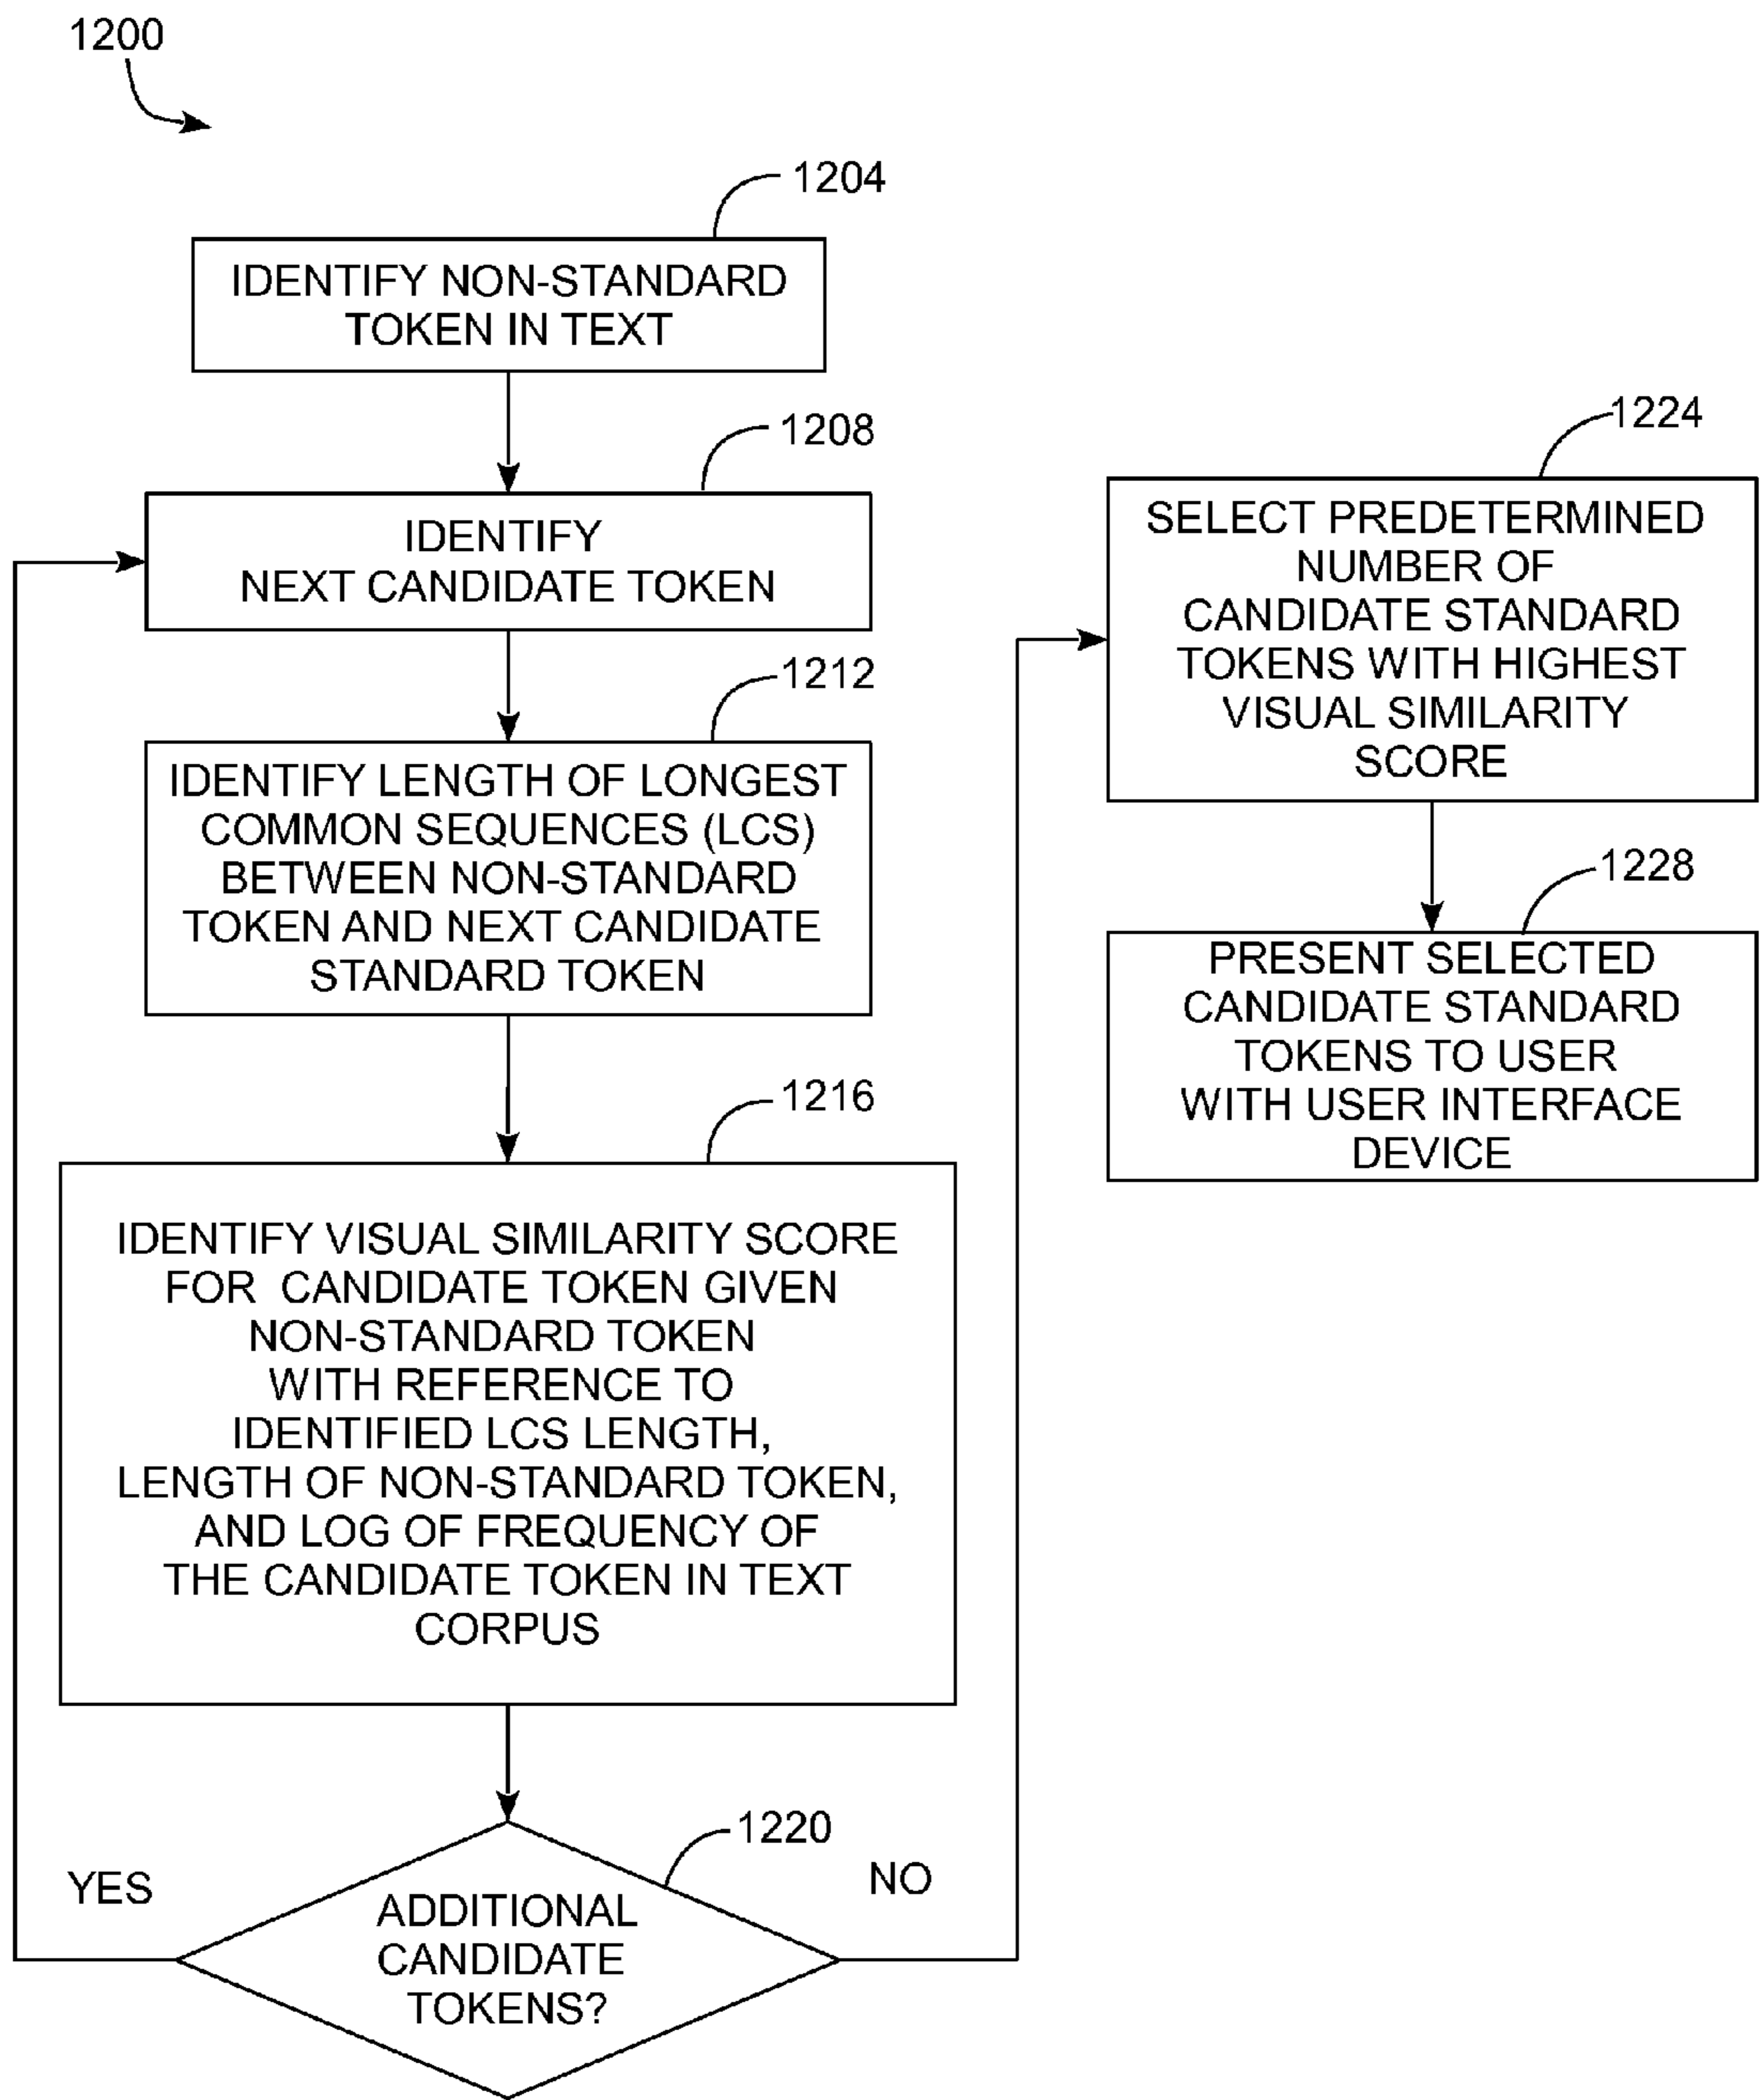 1200
1204
IDENTIFY NON-STANDARD
TOKEN IN TEXT
1208
IDENTIFY
NEXT CANDIDATE TOKEN
1212
IDENTIFY LENGTH OF LONGEST
COMMON SEQUENCES (LCS)
BETWEEN NON-STANDARD
TOKEN AND NEXT CANDIDATE
STANDARD TOKEN
1216
IDENTIFY VISUAL SIMILARITY SCORE
FOR CANDIDATE TOKEN GIVEN
NON-STANDARD TOKEN
WITH REFERENCE TO
IDENTIFIED LCS LENGTH,
LENGTH OF NON-STANDARD TOKEN,
AND LOG OF FREQUENCY OF
THE CANDIDATE TOKEN IN TEXT
CORPUS
1220
YES
NO
ADDITIONAL
CANDIDATE
TOKENS?
1224
SELECT PREDETERMINED
NUMBER OF
CANDIDATE STANDARD
TOKENS WITH HIGHEST
VISUAL SIMILARITY
SCORE
1228
PRESENT SELECTED
CANDIDATE STANDARD
TOKENS TO USER
WITH USER INTERFACE
DEVICE